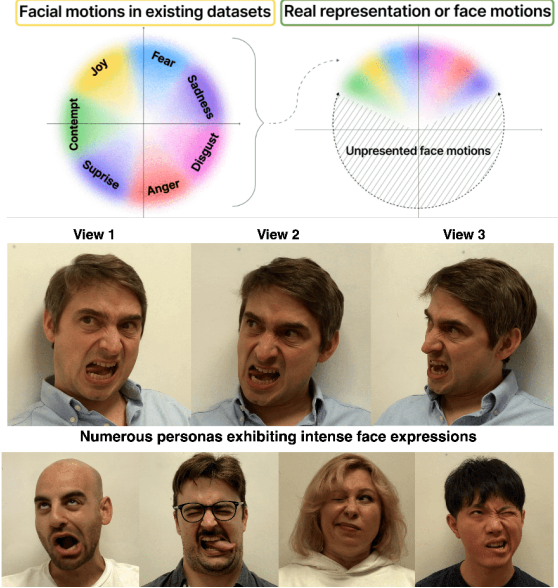 Facial motions in existing datasets
Real representation or face motions
Joy
Fear
Sadness
Contempt
Disgust
Suprise
Anger
Unpresented face motions
View 1
View 2
View 3
Numerous personas exhibiting intense face expressions